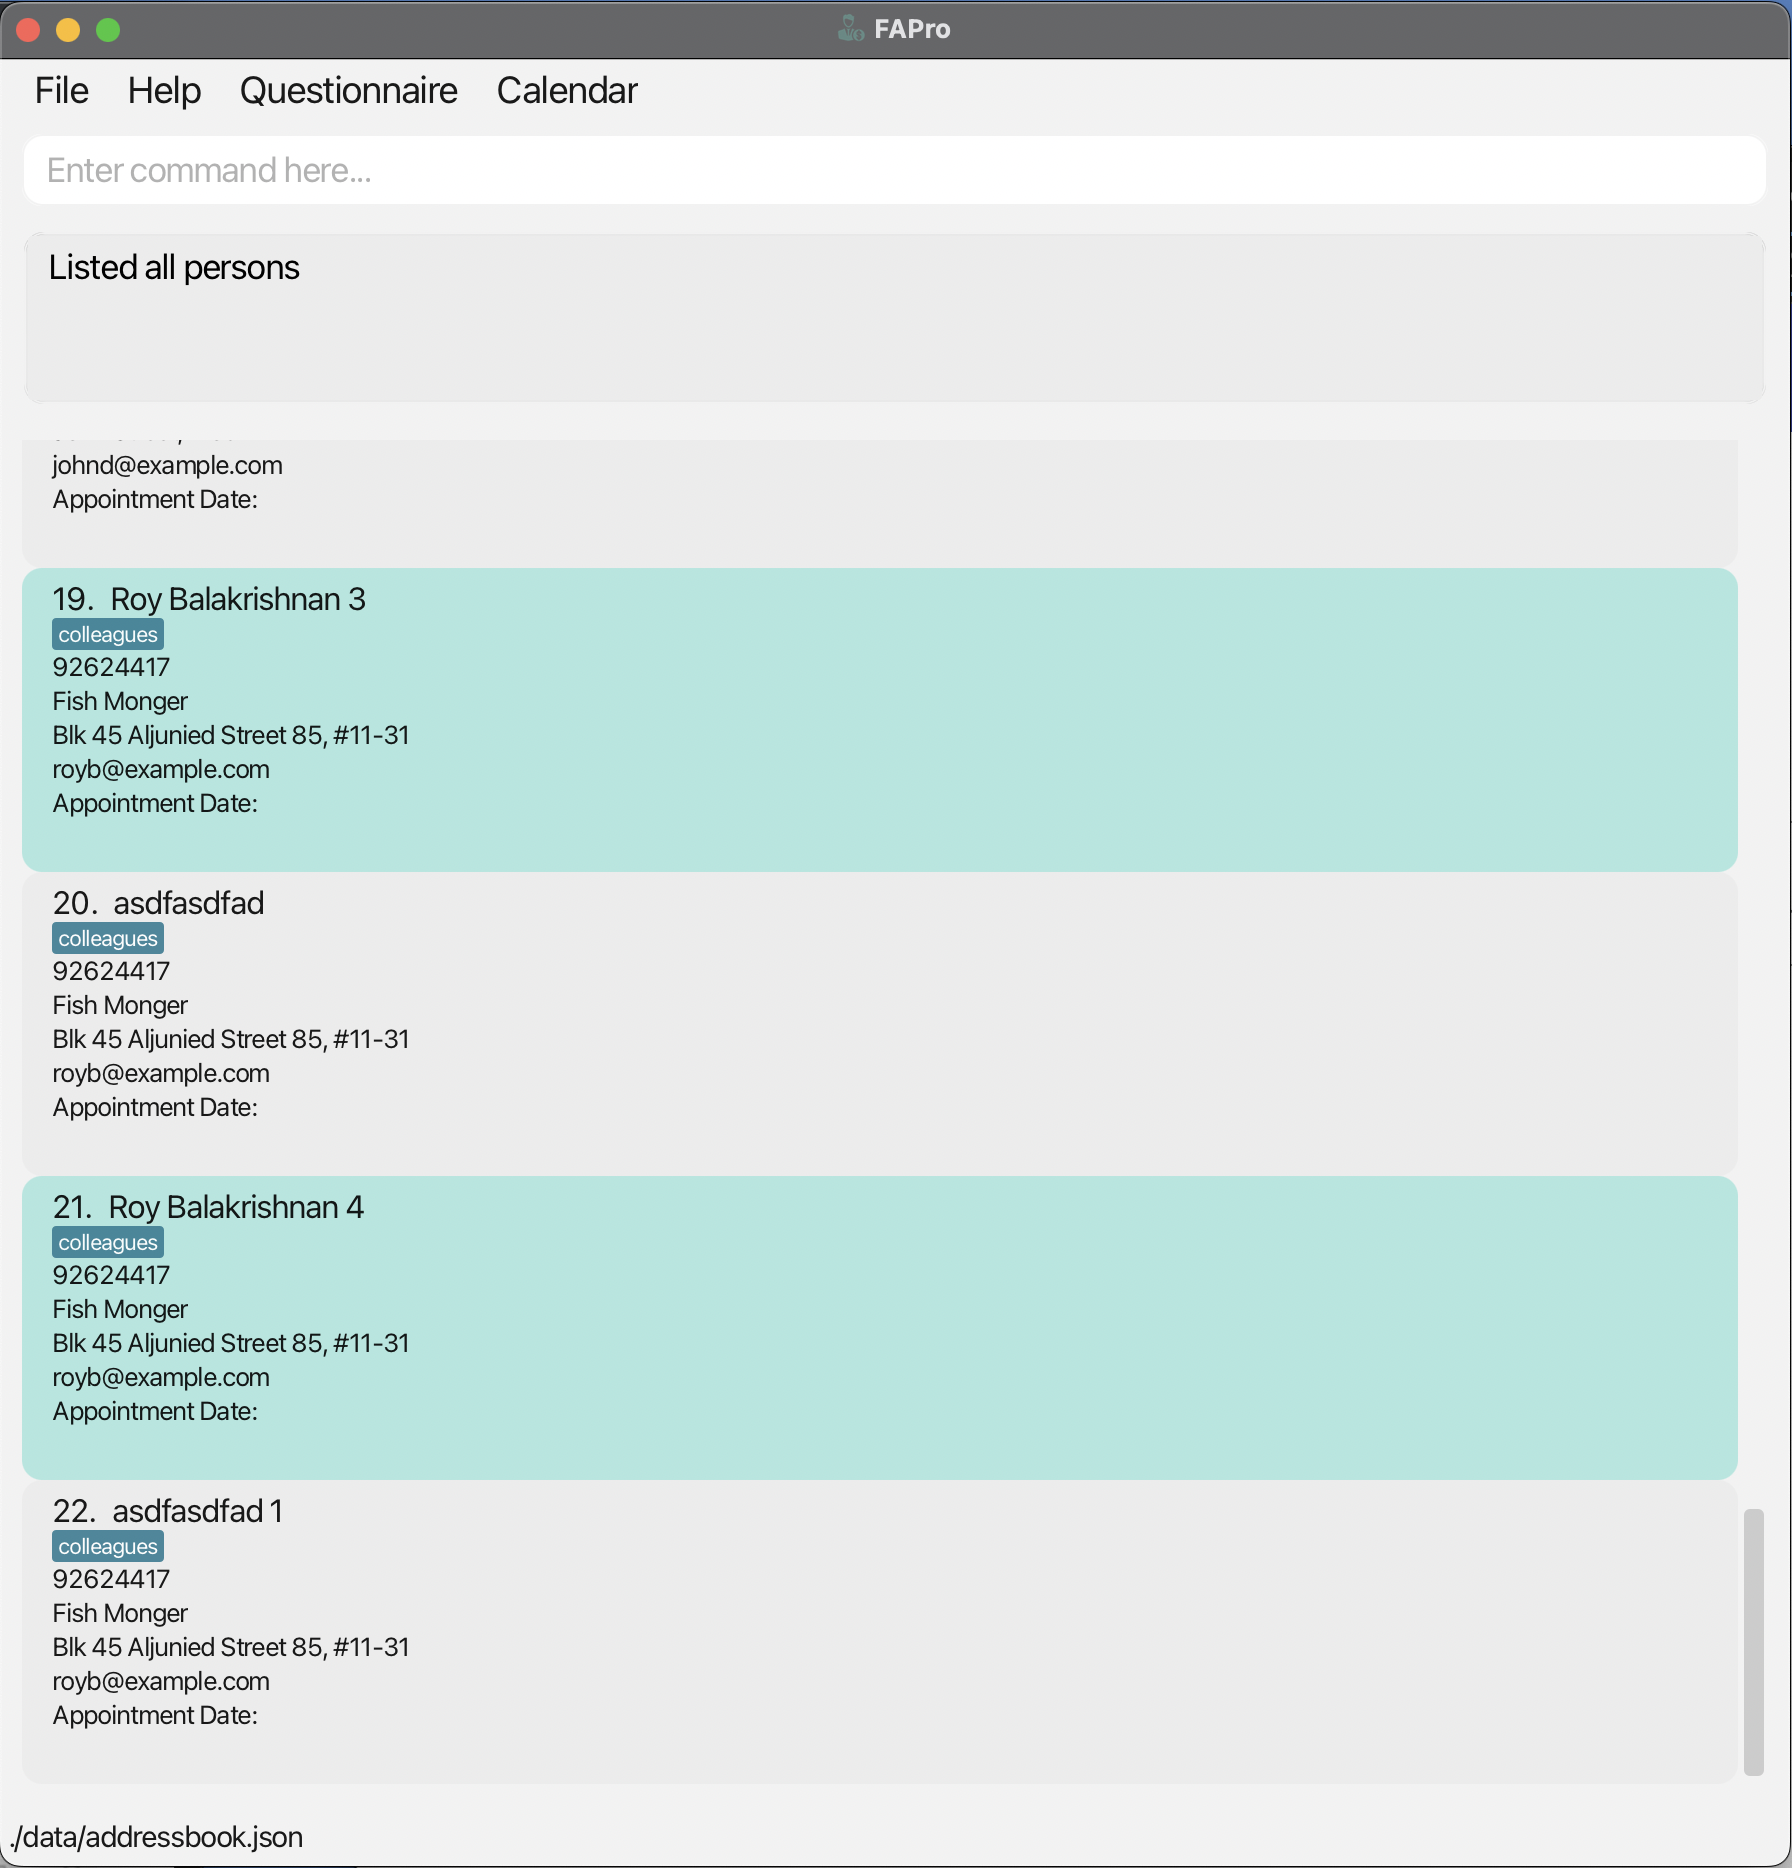 FAPro
File Help Questionnaire Calendar
Enter command here...
Listed all persons
johnd@example.com
Appointment Date:
19. Roy Balakrishnan 3
colleagues
92624417
Fish Monger
Blk 45 Aljunied Street 85, #11-31
royb@example.com
Appointment Date:
20. asdfasdfad
colleagues
92624417
Fish Monger
Blk 45 Aljunied Street 85, #11-31
royb@example.com
Appointment Date:
21. Roy Balakrishnan 4
colleagues
92624417
Fish Monger
Blk 45 Aljunied Street 85, #11-31
royb@example.com
Appointment Date:
22. asdfasdfad 1
colleagues
92624417
Fish Monger
Blk 45 Aljunied Street 85, #11-31
royb@example.com
Appointment Date:
./data/addressbook.json